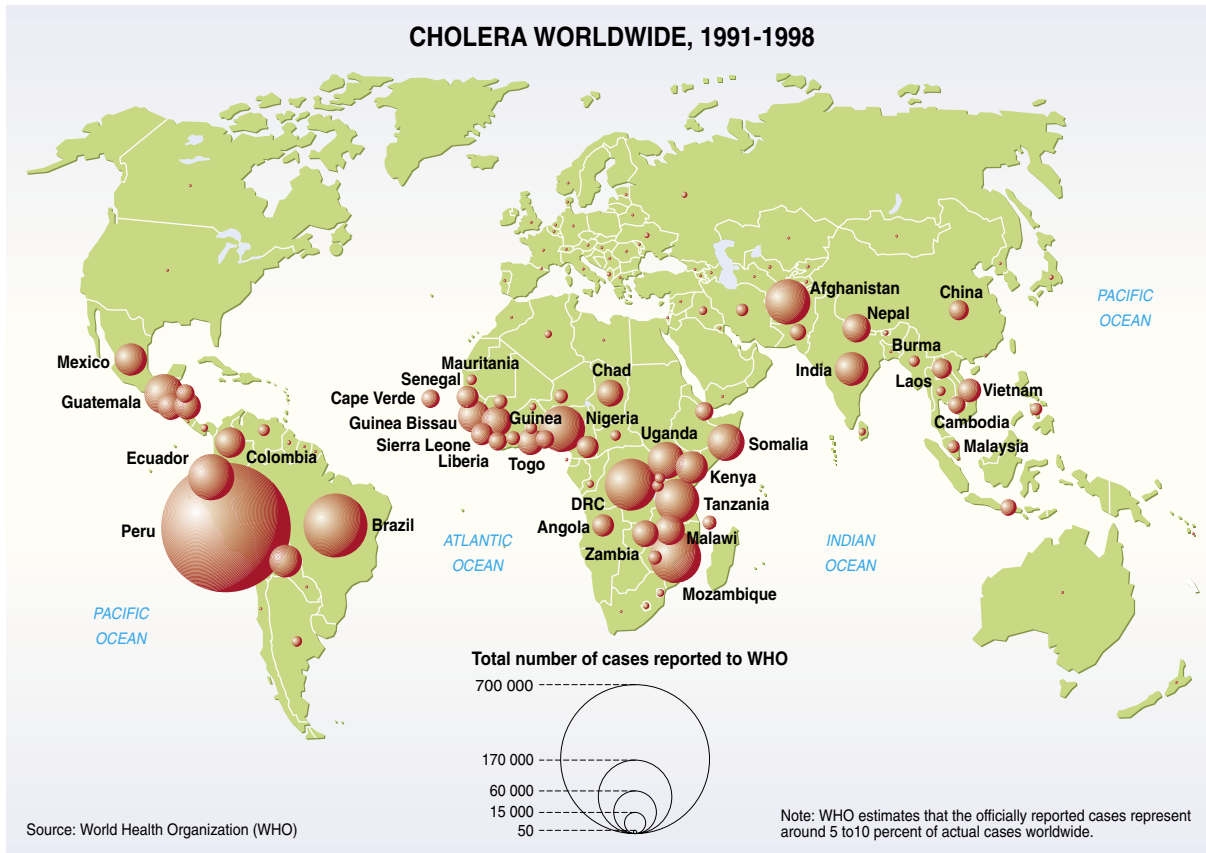 CHOLERA WORLDWIDE, 1991-1998
Afghanistan
China
PACIFIC
OCEAN
Nepal
Burma
Mexico
Mauritania
Chad
India
Senegal
Laos
Vietnam
Guatemala
Cape Verde
Guinea Bissau
Guinea
Nigeria
Cambodia
Sierra Leone
Uganda
Somalia
Malaysia
Ecuador
Colombia
Liberia
Togo
Kenya
DRC
Tanzania
Peru
Brazil
Angola
Malawi
ATLANTIC
OCEAN
INDIAN
OCEAN
Zambia
Mozambique
PACIFIC
OCEAN
Total number of cases reported to WHO
700 000
170 000
60 000
15 000
50
Source: World Health Organization (WHO)
Note: WHO estimates that the officially reported cases represent
around 5 to10 percent of actual cases worldwide.